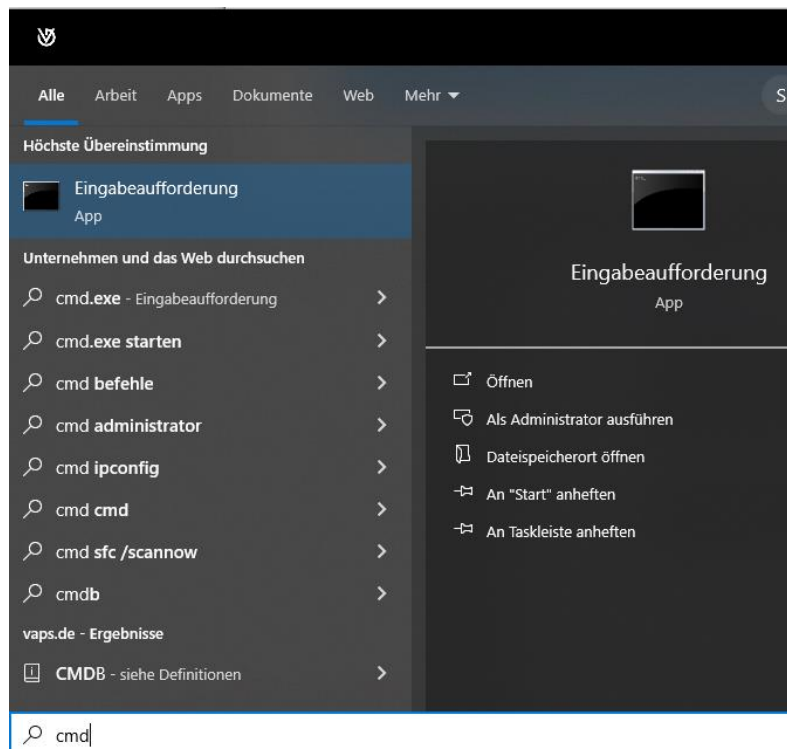 Alle Arbeit Apps Dokumente Web Mehr S
Höchste Übereinstimmung
Eingabeaufforderung
App
Unternehmen und das Web durchsuchen
cmd.exe - Eingabeaufforderung
cmd.exe starten
cmd befehle
cmd administrator
cmd ipconfig
cmd cmd
cmd sfc /scannow
cmdb
vaps.de - Ergebnisse
CMDB - siehe Definitionen
Eingabeaufforderung
App
Öffnen
Als Administrator ausführen
Dateispeicherort öffnen
An "Start" anheften
An Taskleiste anheften
cmd